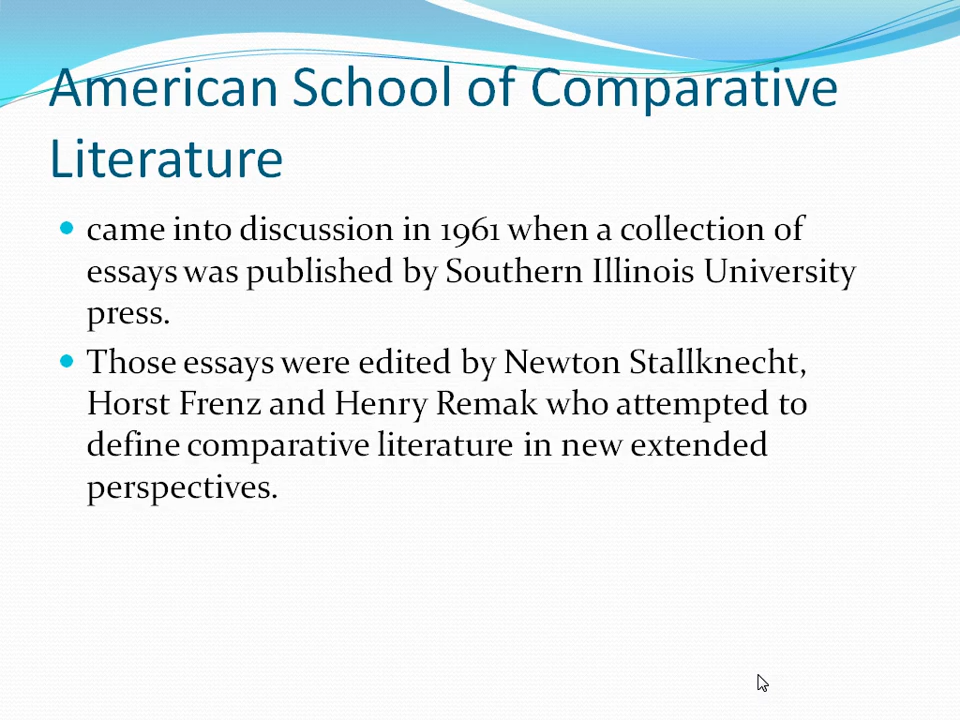 American School of Comparative
Literature
came into discussion in 1961 when a collection of
essays was published by Southern Illinois University
press.
Those essays were edited by Newton Stallknecht,
Horst Frenz and Henry Remak who attempted to
define comparative literature in new extended
perspectives.